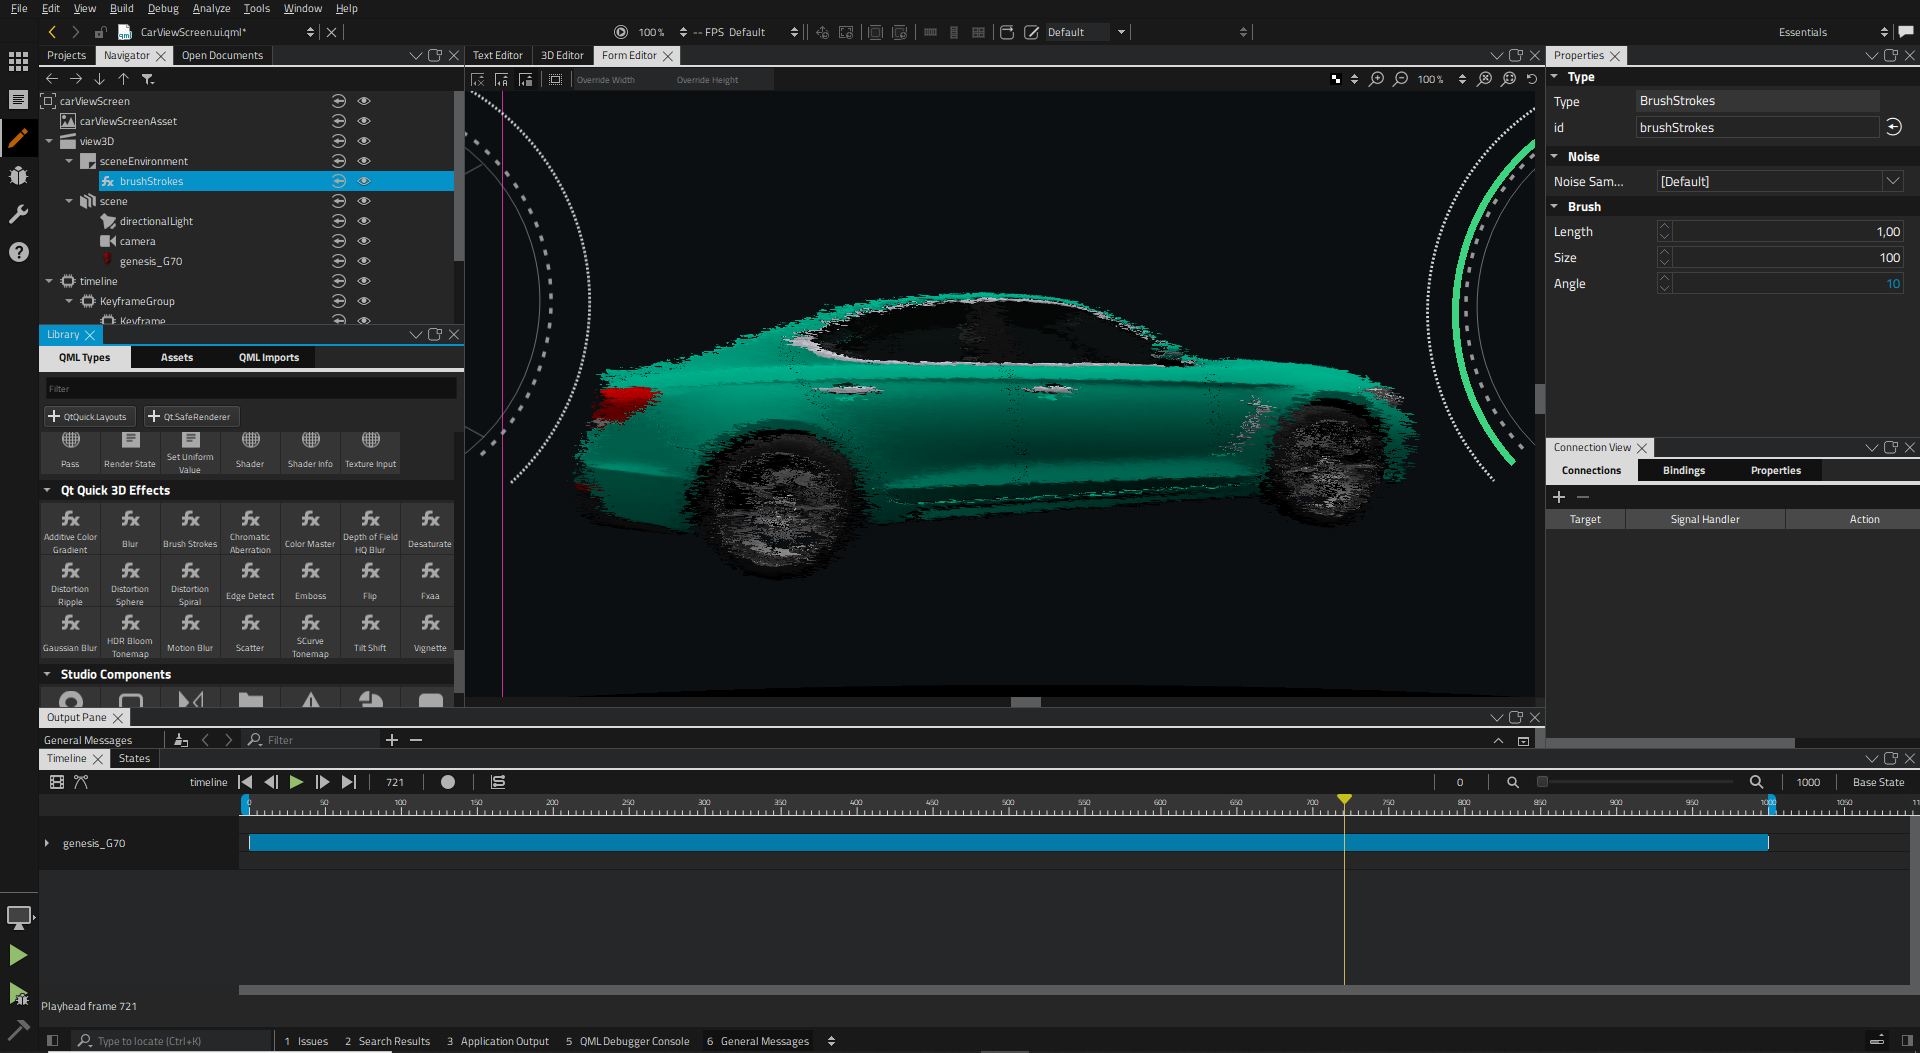 File Edit View Build Debug Analyze Tools Window Help
CarViewScreen.ui.qml* 100% -- FPS Default Default Essentials
Projects Navigator Open Documents
Text Editor 3D Editor Form Editor
Properties
Override Width Override Height 100%
carViewScreen
carViewScreenAsset
view3D
sceneEnvironment
brushStrokes
scene
directionalLight
camera
genesis_G70
timeline
KeyframeGroup
Keyframe
Type
Type BrushStrokes
id brushStrokes
Noise
Noise Sam... [Default]
Brush
Length 1,00
Size 100
Angle 10
Library
QML Types Assets QML Imports
Filter
QtQuick.Layouts Qt.SafeRenderer
Pass Render State Set Uniform Value Shader Shader Info Texture Input
Qt Quick 3D Effects
Additive Color Gradient Blur Brush Strokes Chromatic Aberration Color Master Depth of Field HQ Blur Desaturate
Distortion Ripple Distortion Sphere Distortion Spiral Edge Detect Emboss Flip Fxaa
Gaussian Blur HDR Bloom Tonemap Motion Blur Scatter SCurve Tonemap Tilt Shift Vignette
Studio Components
Connection View
Connections Bindings Properties
Target Signal Handler Action
Output Pane
General Messages Filter
Timeline States
timeline 721 0 1000 Base State
0 50 100 150 200 250 300 350 400 450 500 550 600 650 700 750 800 850 900 950 1000 1050
genesis_G70
Playhead frame 721
Type to locate (Ctrl+K) 1 Issues 2 Search Results 3 Application Output 5 QML Debugger Console 6 General Messages